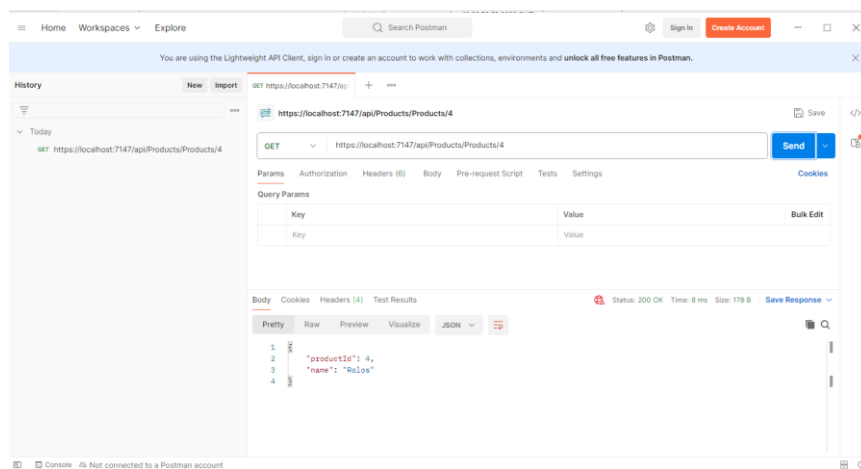 Home Workspaces Explore Search Postman Sign in Create Account
You are using the Lightweight API Client, sign in or create an account to work with collections, environments and unlock all free features in Postman.
History New Import
Today
GET https://localhost:7147/api/Products/Products/4
GET https://localhost:7147/ap
https://localhost:7147/api/Products/Products/4 Save
GET https://localhost:7147/api/Products/Products/4 Send
Params Authorization Headers (6) Body Pre-request Script Tests Settings Cookies
Query Params
Key Value Bulk Edit
Key Value
Body Cookies Headers (4) Test Results Status: 200 OK Time: 8 ms Size: 178 B Save Response
Pretty Raw Preview Visualize JSON
1 {
2 "productId": 4,
3 "name": "Rolos"
4 }
Console Not connected to a Postman account